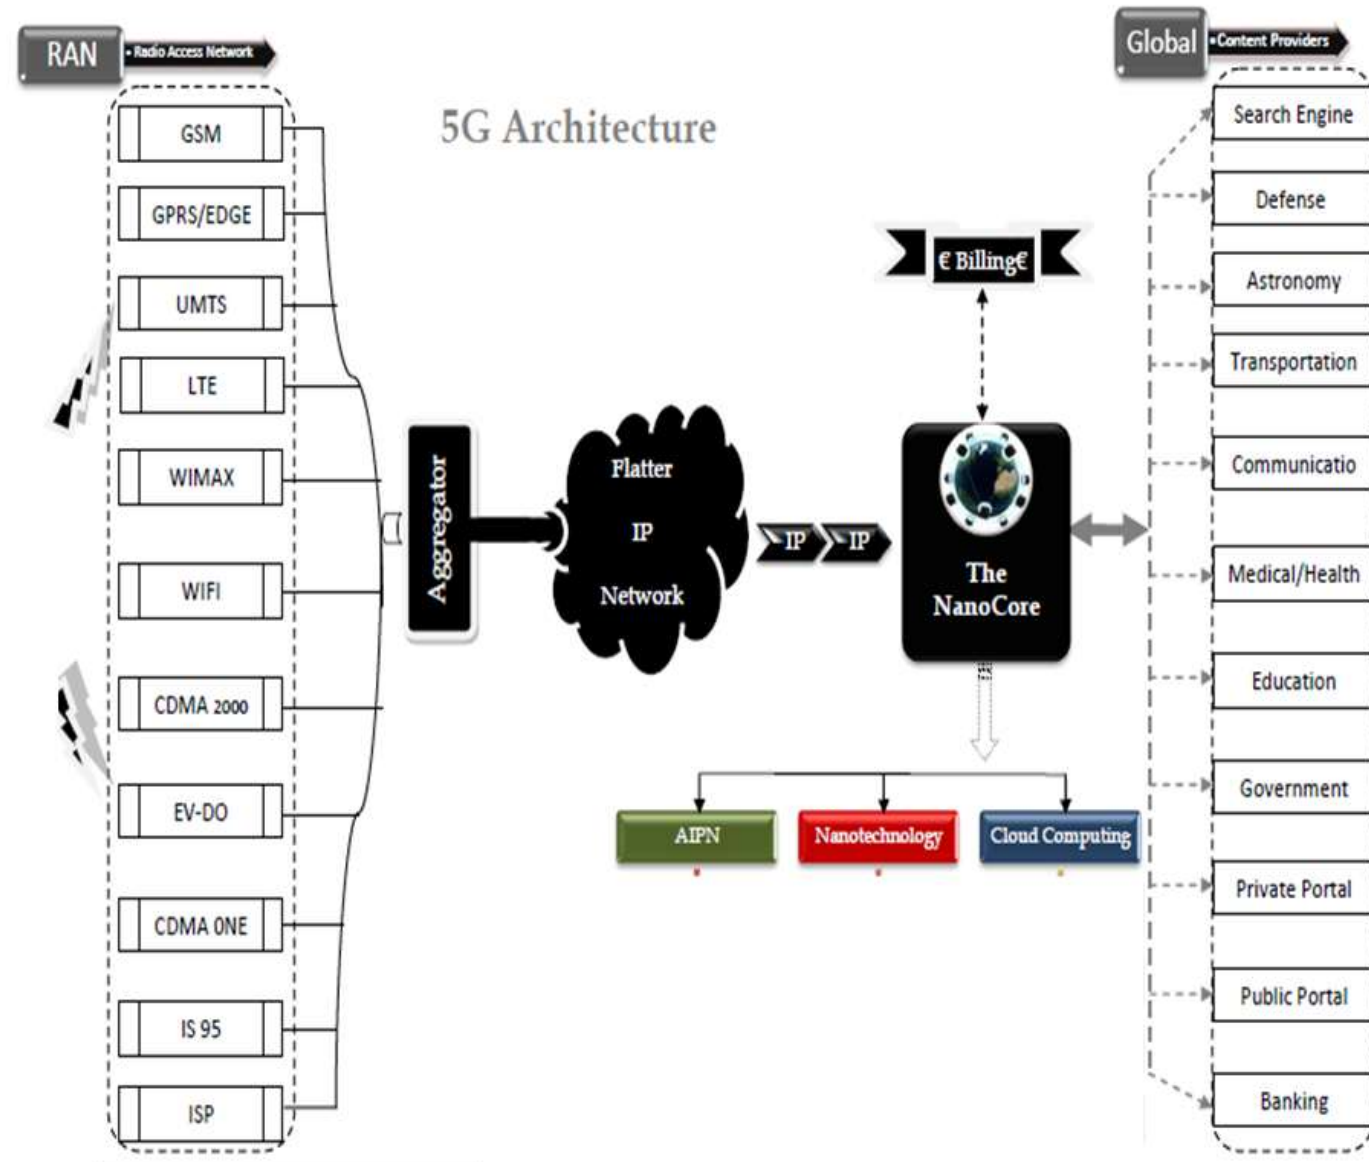 RAN
• Radio Access Network
Global
• Content Providers
5G Architecture
GSM
GPRS/EDGE
UMTS
LTE
WIMAX
WIFI
CDMA 2000
EV-DO
CDMA 0NE
IS 95
ISP
Aggregator
Flatter
IP
Network
IP
IP
€ Billing€
The
NanoCore
AIPN
Nanotechnology
Cloud Computing
Search Engine
Defense
Astronomy
Transportation
Communicatio
Medical/Health
Education
Government
Private Portal
Public Portal
Banking